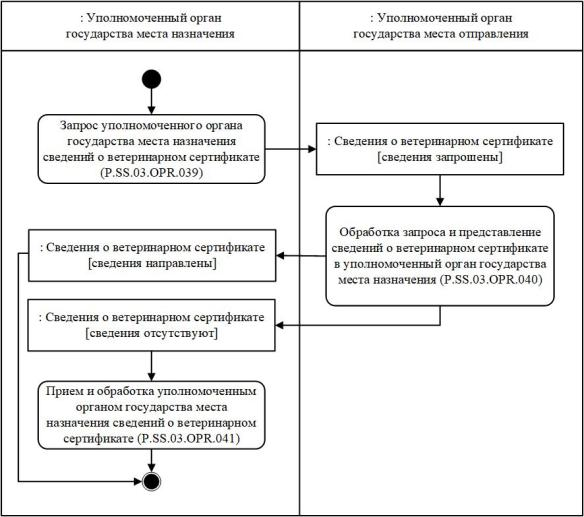 : Уполномоченный орган
государства места назначения
: Уполномоченный орган
государства места отправления
Запрос уполномоченного органа
государства места назначения
сведений о ветеринарном сертификате
(P.SS.03.OPR.039)
: Сведения о ветеринарном сертификате
[сведения запрошены]
Обработка запроса и представление
сведений о ветеринарном сертификате
в уполномоченный орган государства
места назначения (P.SS.03.OPR.040)
: Сведения о ветеринарном сертификате
[сведения направлены]
: Сведения о ветеринарном сертификате
[сведения отсутствуют]
Прием и обработка уполномоченным
органом государства места
назначения сведений о ветеринарном
сертификате (P.SS.03.OPR.041)